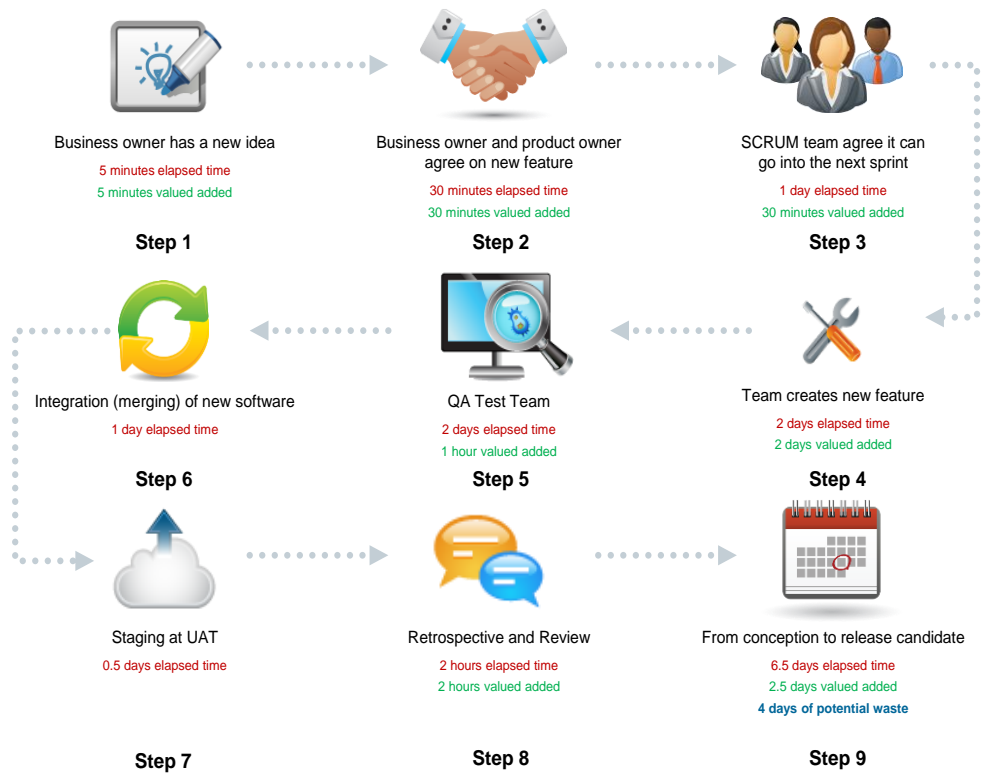 Business owner has a new idea
5 minutes elapsed time
5 minutes valued added
Step 1
Business owner and product owner
agree on new feature
30 minutes elapsed time
30 minutes valued added
Step 2
SCRUM team agree it can
go into the next sprint
1 day elapsed time
30 minutes valued added
Step 3
Team creates new feature
2 days elapsed time
2 days valued added
Step 4
QA Test Team
2 days elapsed time
1 hour valued added
Step 5
Integration (merging) of new software
1 day elapsed time
Step 6
Staging at UAT
0.5 days elapsed time
Step 7
Retrospective and Review
2 hours elapsed time
2 hours valued added
Step 8
From conception to release candidate
6.5 days elapsed time
2.5 days valued added
4 days of potential waste
Step 9